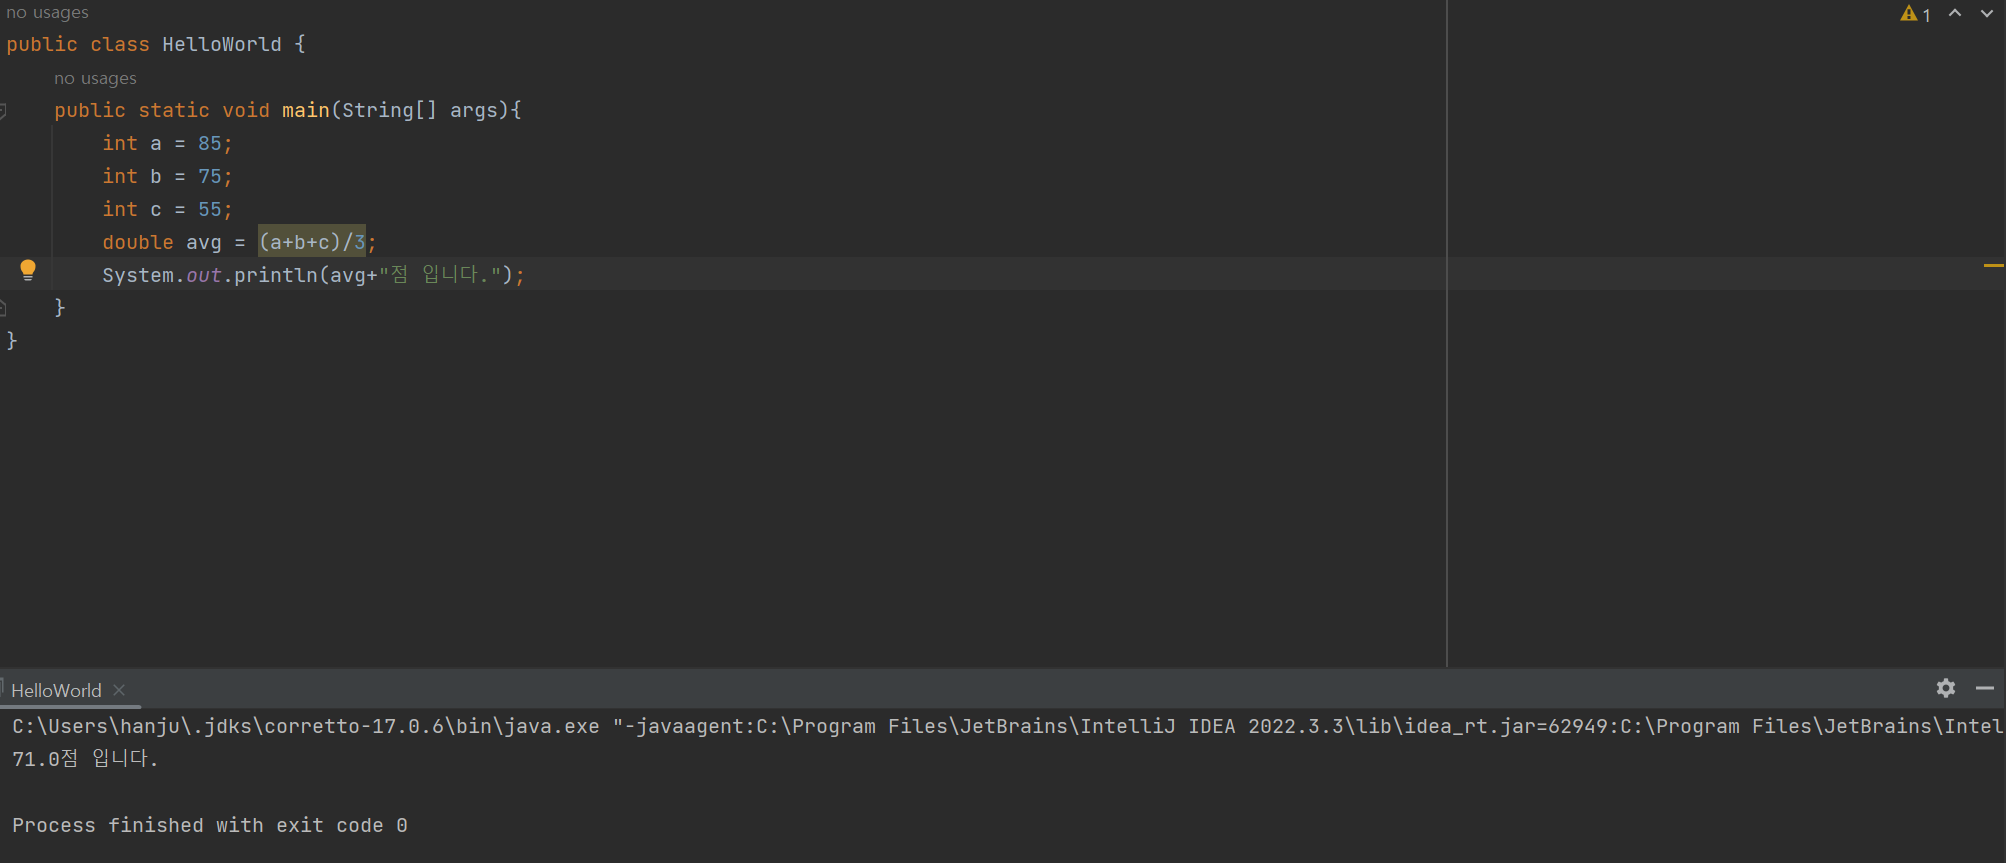 no usages
public class HelloWorld {
no usages
public static void main(String[] args){
int a = 85;
int b = 75;
int c = 55;
double avg = (a+b+c)/3;
System.out.println(avg+"점 입니다.");
}
}
1
HelloWorld
C:\Users\hanju\.jdks\corretto-17.0.6\bin\java.exe "-javaagent:C:\Program Files\JetBrains\IntelliJ IDEA 2022.3.3\lib\idea_rt.jar=62949:C:\Program Files\JetBrains\Intel
71.0점 입니다.
Process finished with exit code 0